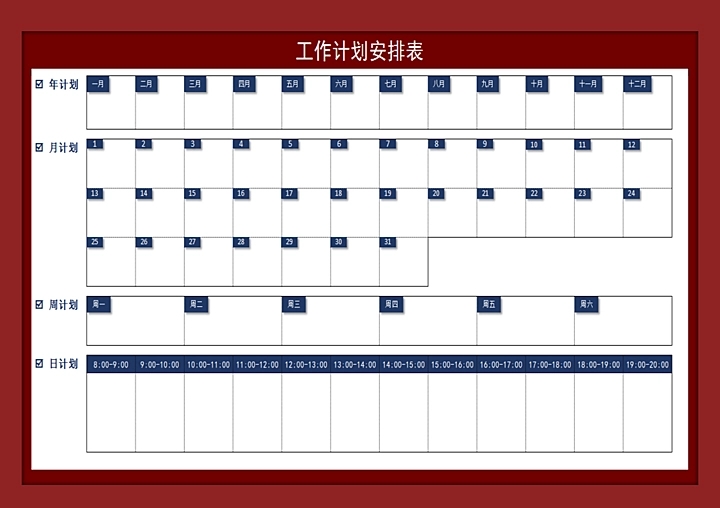 工作计划安排表
年计划 一月 二月 三月 四月 五月 六月 七月 八月 九月 十月 十一月 十二月
月计划 1 2 3 4 5 6 7 8 9 10 11 12
13 14 15 16 17 18 19 20 21 22 23 24
25 26 27 28 29 30 31
周计划 周一 周二 周三 周四 周五 周六
日计划 8:00-9:00 9:00-10:00 10:00-11:00 11:00-12:00 12:00-13:00 13:00-14:00 14:00-15:00 15:00-16:00 16:00-17:00 17:00-18:00 18:00-19:00 19:00-20:00